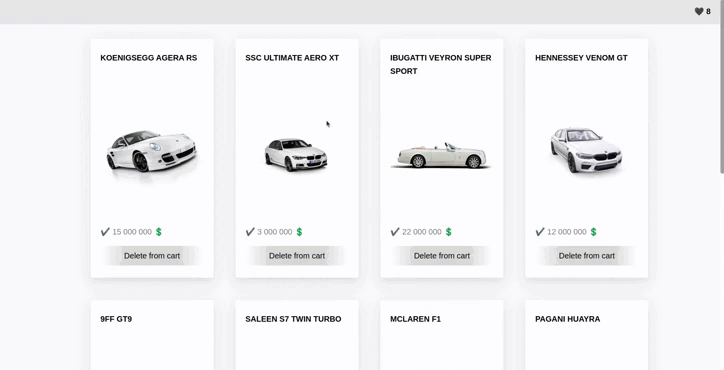 8
KOENIGSEGG AGERA RS
SSC ULTIMATE AERO XT
IBUGATTI VEYRON SUPER
SPORT
HENNESSEY VENOM GT
15 000 000
3 000 000
22 000 000
12 000 000
Delete from cart
Delete from cart
Delete from cart
Delete from cart
9FF GT9
SALEEN S7 TWIN TURBO
MCLAREN F1
PAGANI HUAYRA